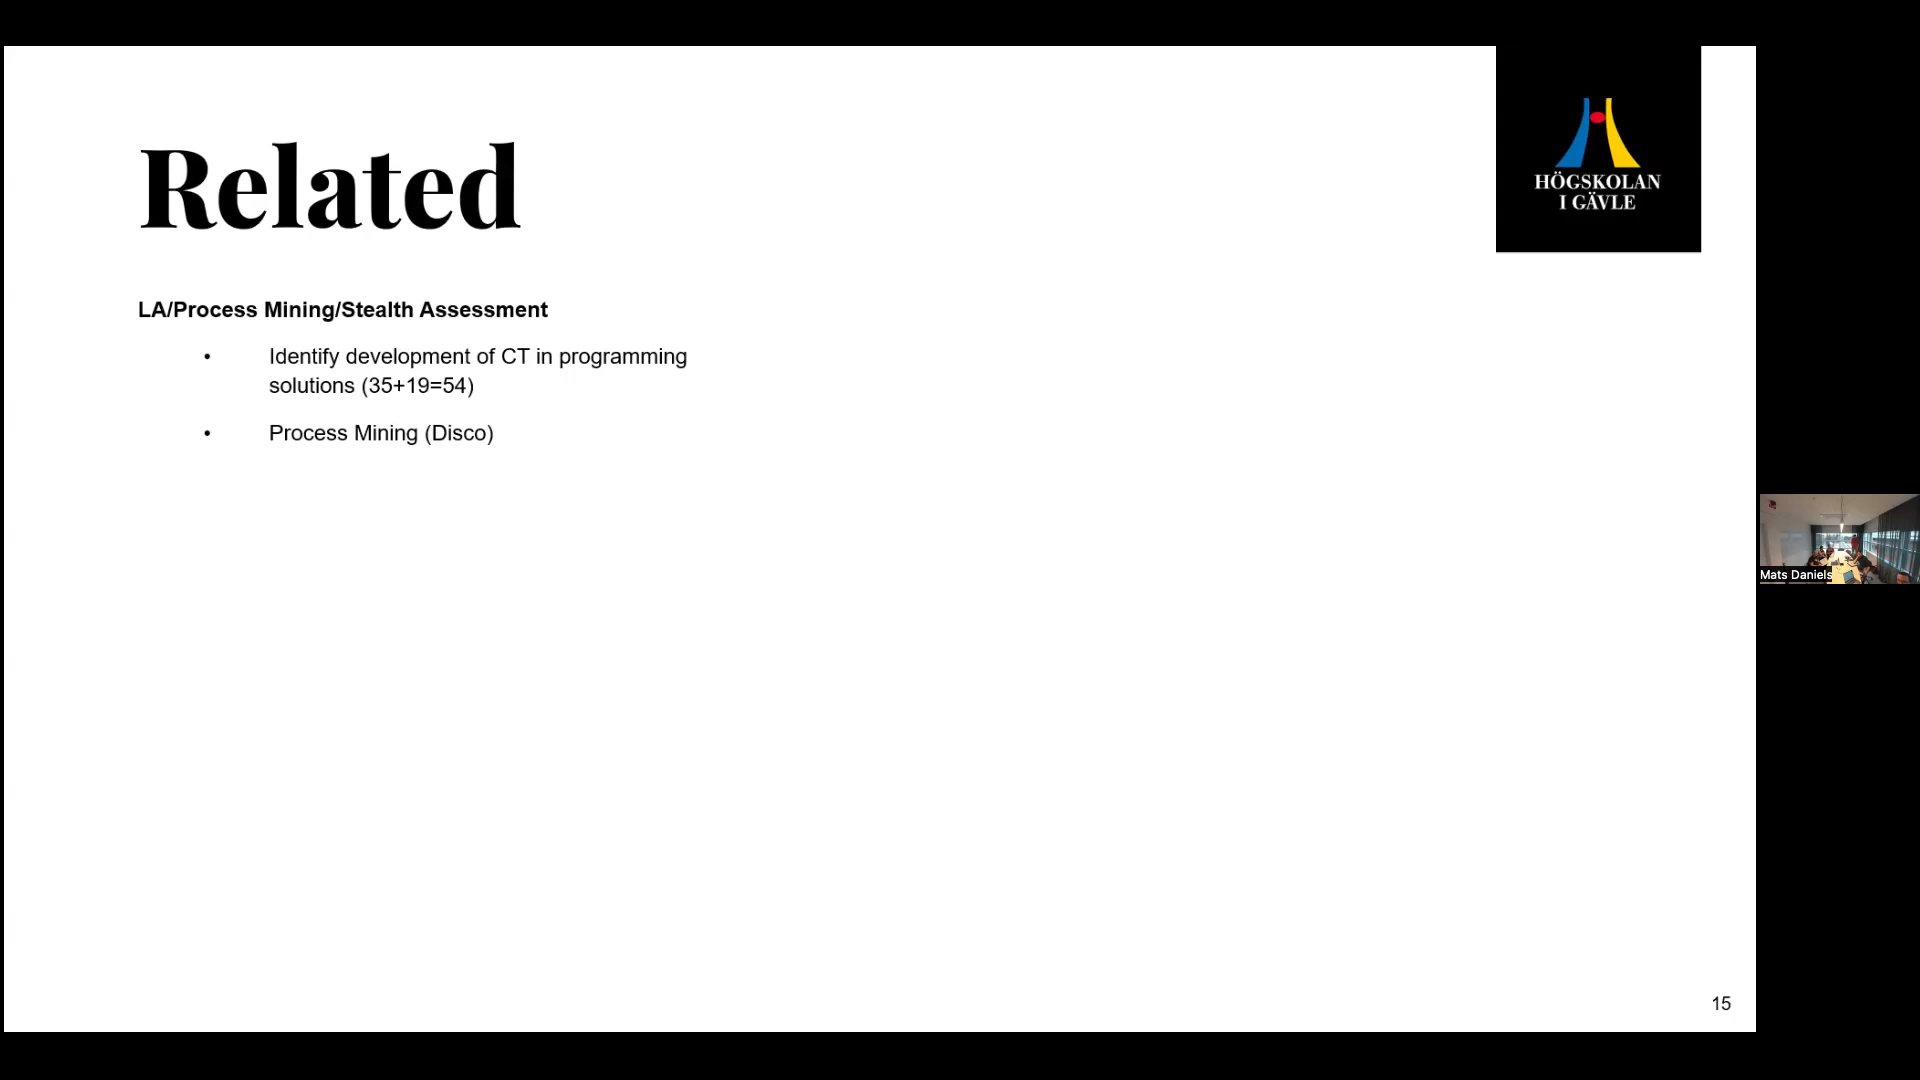 Related
HÖGSKOLAN
I GÄVLE
LA/Process Mining/Stealth Assessment
• Identify development of CT in programming
solutions (35+19=54)
• Process Mining (Disco)
Mats Daniels
15